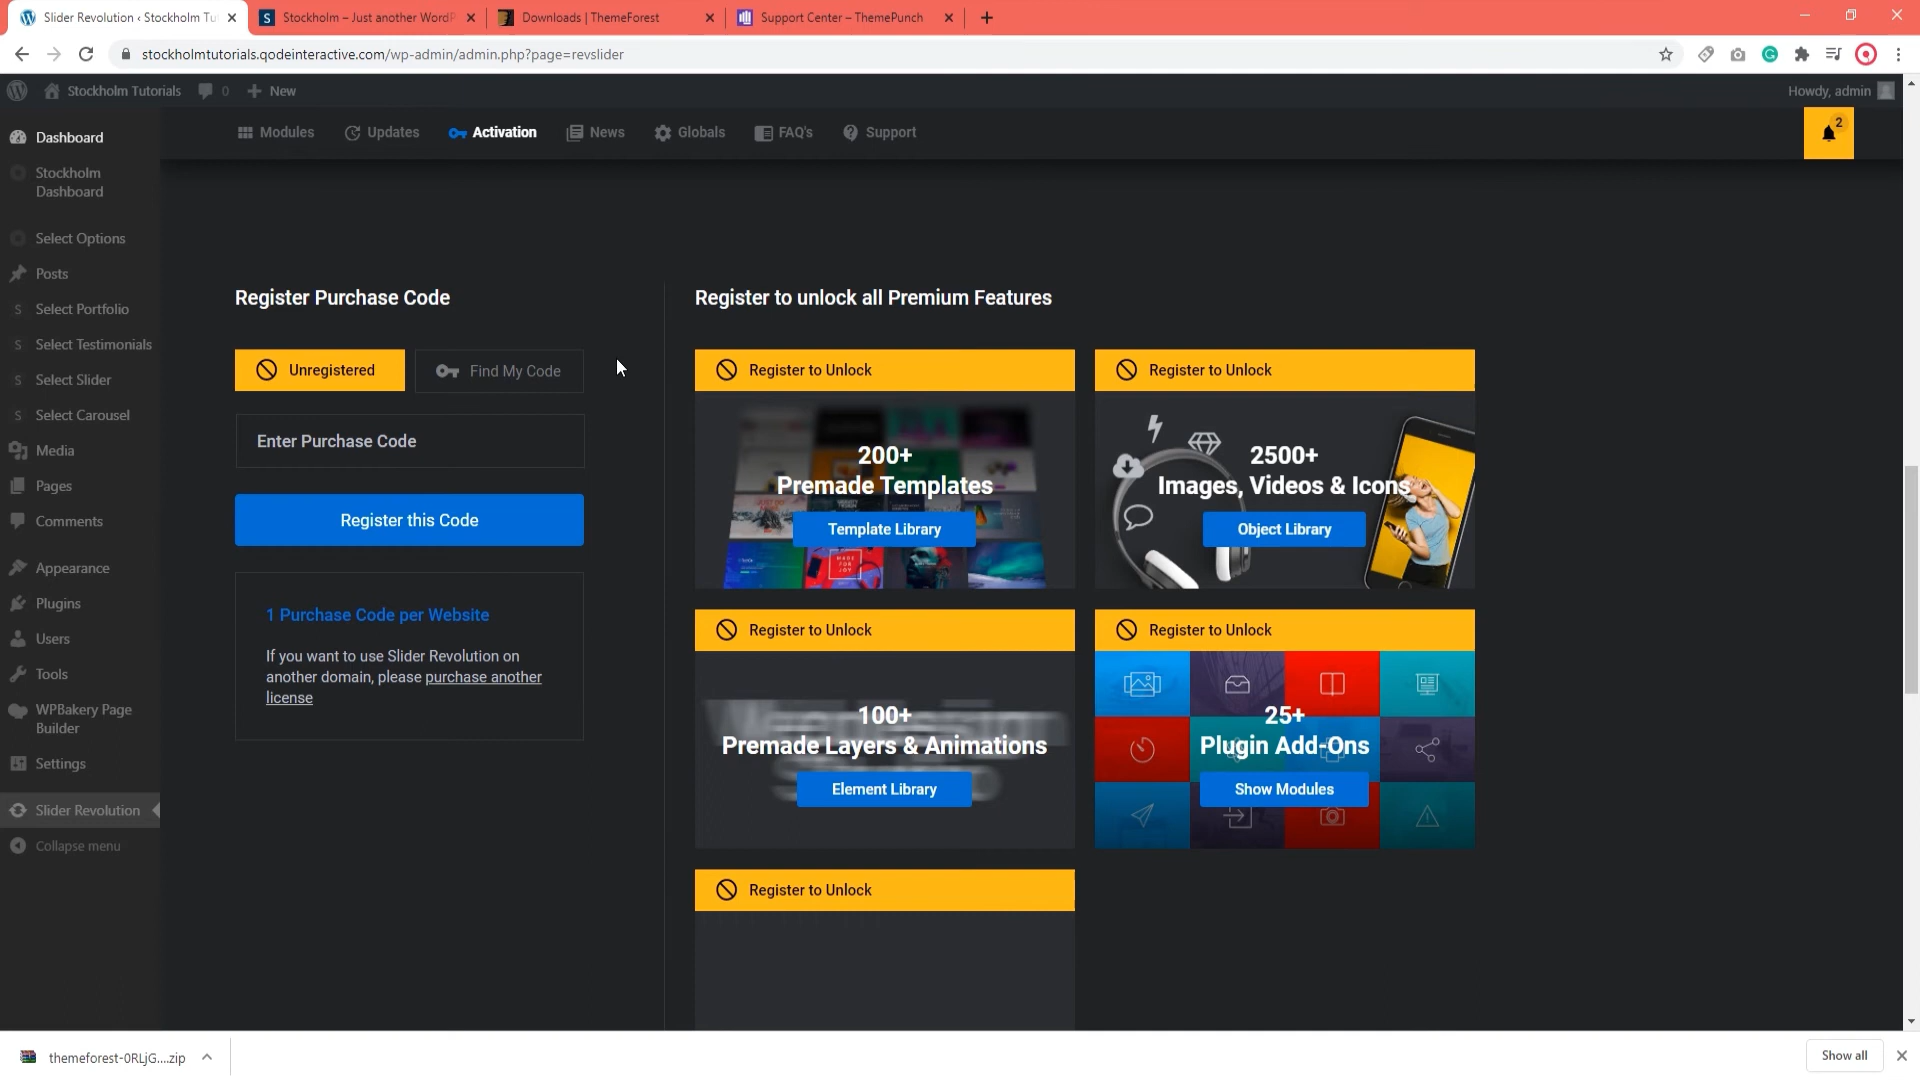 Slider Revolution ‹ Stockholm Tu
Stockholm – Just another WordP
Downloads | ThemeForest
Support Center – ThemePunch
stockholmtutorials.qodeinteractive.com/wp-admin/admin.php?page=revslider
Stockholm Tutorials
0
New
Howdy, admin
Modules
Updates
Activation
News
Globals
FAQ's
Support
2
Dashboard
Stockholm
Dashboard
Select Options
Posts
Select Portfolio
Select Testimonials
Select Slider
Select Carousel
Media
Pages
Comments
Appearance
Plugins
Users
Tools
WPBakery Page
Builder
Settings
Slider Revolution
Collapse menu
Register Purchase Code
Unregistered
Find My Code
Enter Purchase Code
Register this Code
1 Purchase Code per Website
If you want to use Slider Revolution on
another domain, please purchase another
license
Register to unlock all Premium Features
Register to Unlock
200+
Premade Templates
Template Library
MADE
FOR
JOY
Register to Unlock
2500+
Images, Videos & Icons
Object Library
Register to Unlock
100+
Premade Layers & Animations
Element Library
Register to Unlock
25+
Plugin Add-Ons
Show Modules
Register to Unlock
themeforest-0RLjG....zip
Show all